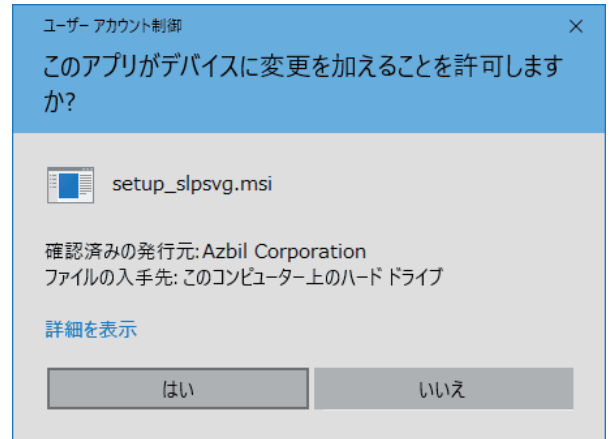 ユーザー アカウント制御
このアプリがデバイスに変更を加えることを許可します
か?
setup_slpsvg.msi
確認済みの発行元:Azbil Corporation
ファイルの入手先: このコンピューター上のハード ドライブ
詳細を表示
はい
いいえ